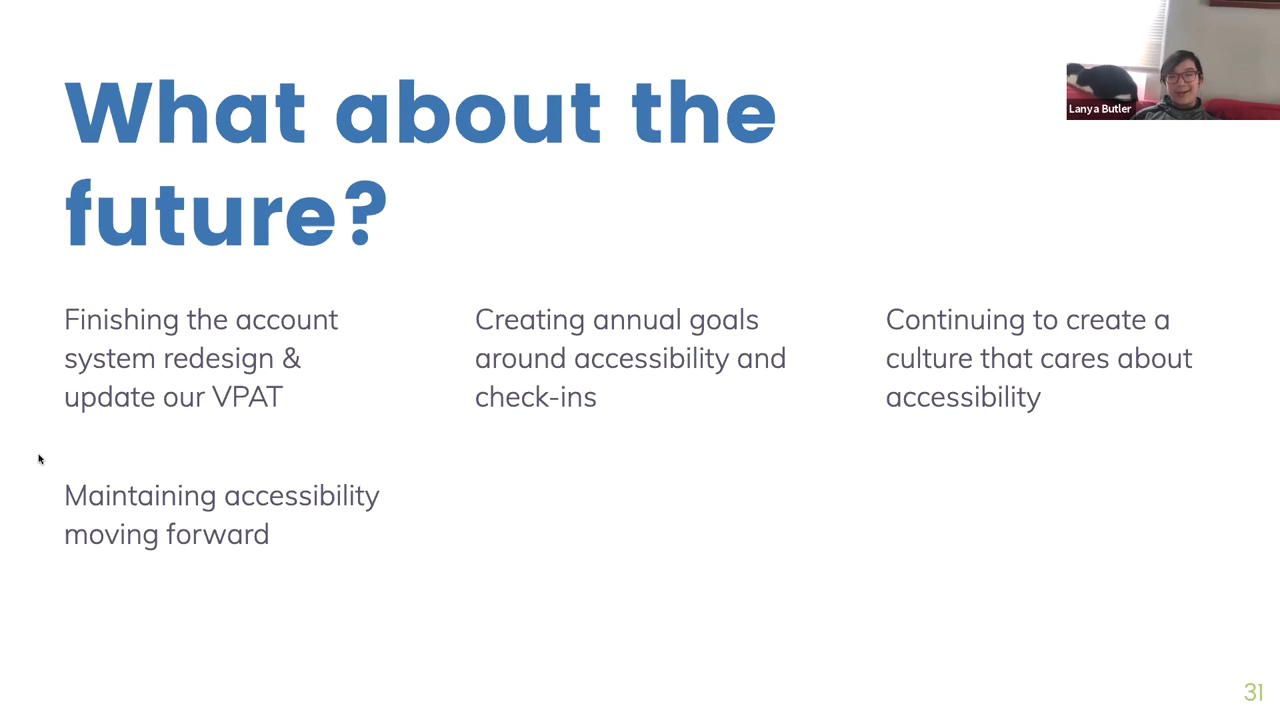 What about the
future?
Lanya Butler
Finishing the account
system redesign &
update our VPAT
Creating annual goals
around accessibility and
check-ins
Continuing to create a
culture that cares about
accessibility
Maintaining accessibility
moving forward
31